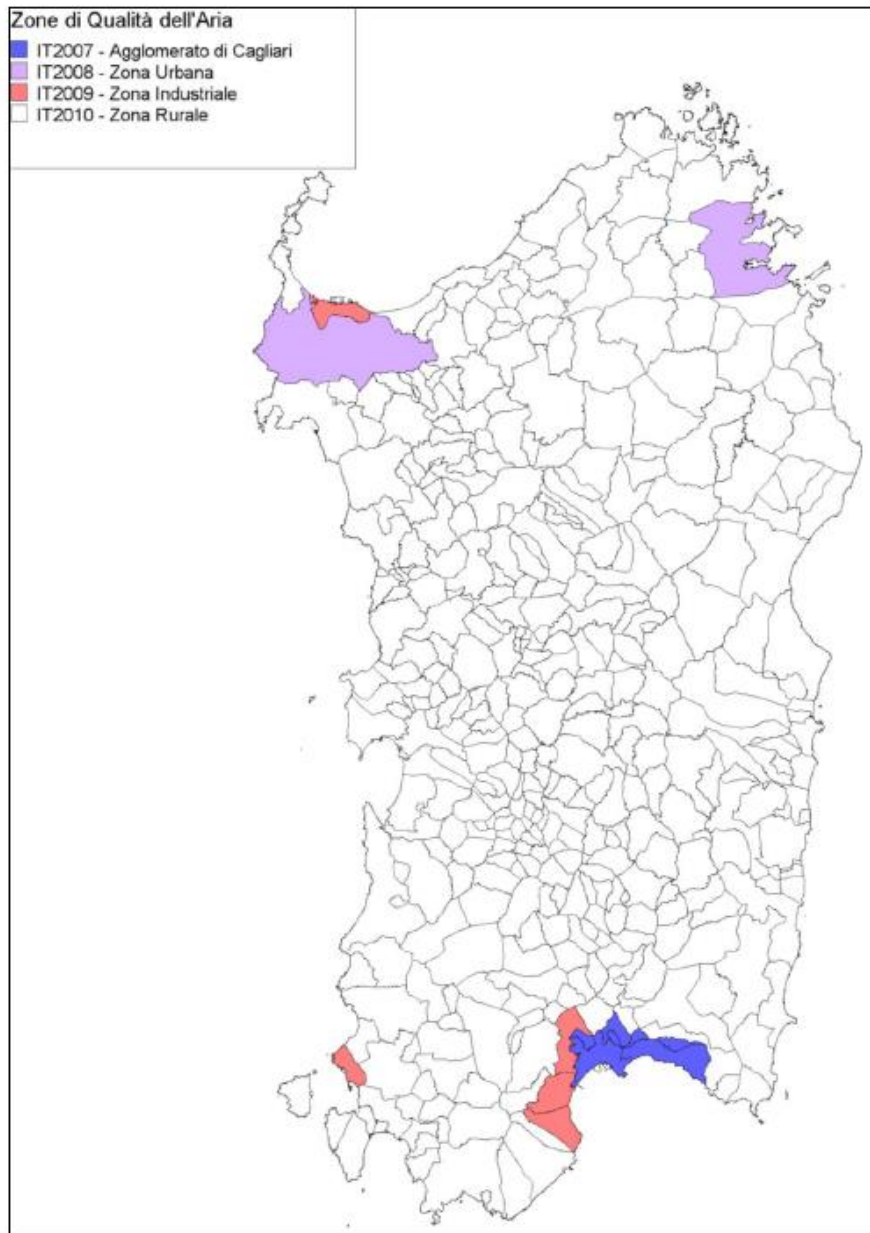 Zone di Qualità dell'Aria
IT2007 - Agglomerato di Cagliari
IT2008 - Zona Urbana
IT2009 - Zona Industriale
IT2010 - Zona Rurale